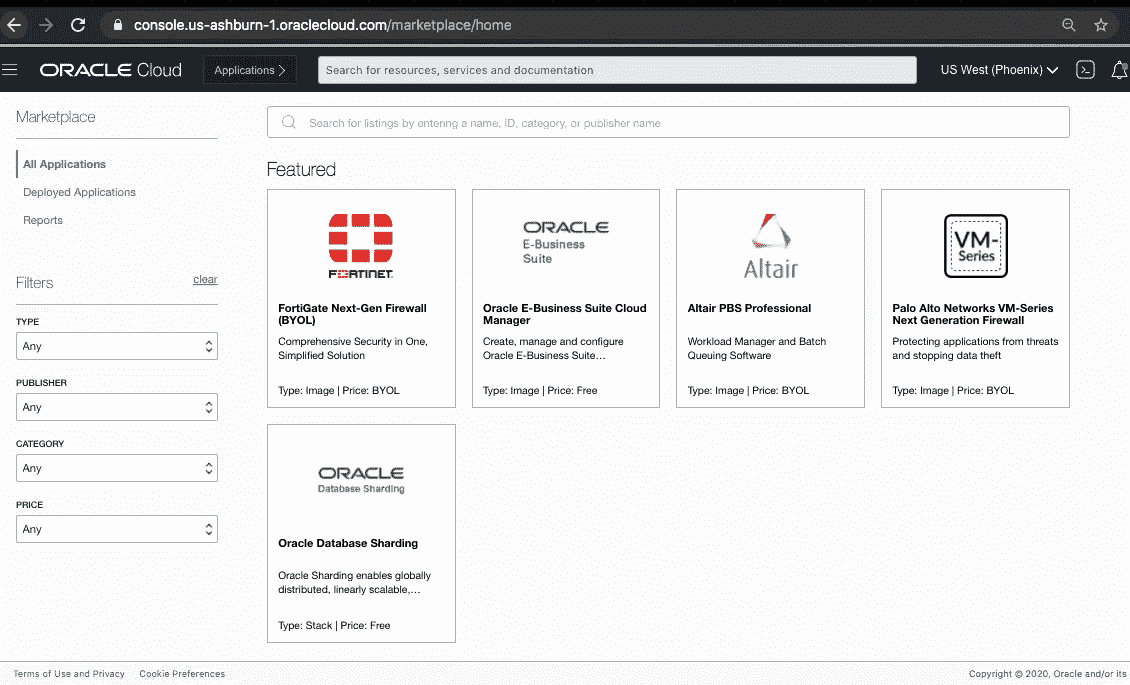 console.us-ashburn-1.oraclecloud.com/marketplace/home
ORACLE Cloud
Applications
Search for resources, services and documentation
US West (Phoenix)
Marketplace
All Applications
Deployed Applications
Reports
Filters
clear
TYPE
Any
PUBLISHER
Any
CATEGORY
Any
PRICE
Any
Search for listings by entering a name, ID, category, or publisher name
Featured
FORTINET
FortiGate Next-Gen Firewall
(BYOL)
Comprehensive Security in One,
Simplified Solution
Type: Image | Price: BYOL
ORACLE
E-Business
Suite
Oracle E-Business Suite Cloud
Manager
Create, manage and configure
Oracle E-Business Suite...
Type: Image | Price: Free
Altair
Altair PBS Professional
Workload Manager and Batch
Queuing Software
Type: Image | Price: BYOL
VM-
Series
Palo Alto Networks VM-Series
Next Generation Firewall
Protecting applications from threats
and stopping data theft
Type: Image | Price: BYOL
ORACLE
Database Sharding
Oracle Database Sharding
Oracle Sharding enables globally
distributed, linearly scalable,...
Type: Stack | Price: Free
Terms of Use and Privacy
Cookie Preferences
Copyright © 2020, Oracle and/or its